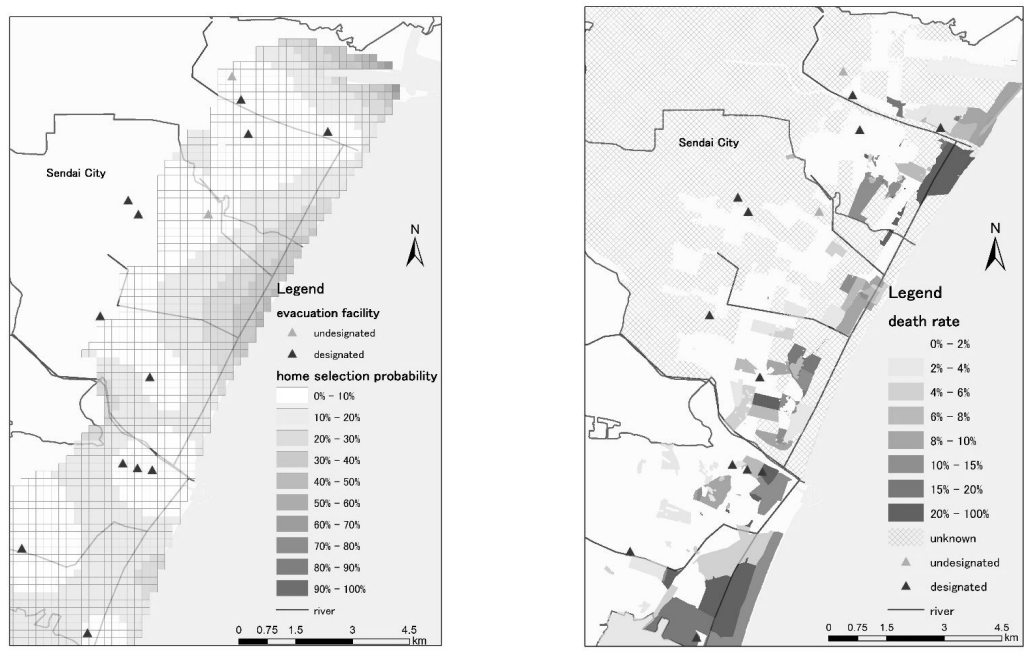 Sendai City
N
Legend
evacuation facility
undesignated
designated
home selection probability
0% - 10%
10% - 20%
20% - 30%
30% - 40%
40% - 50%
50% - 60%
60% - 70%
70% - 80%
80% - 90%
90% - 100%
river
0 0.75 1.5 3 4.5
km
Sendai City
N
Legend
death rate
0% - 2%
2% - 4%
4% - 6%
6% - 8%
8% - 10%
10% - 15%
15% - 20%
20% - 100%
unknown
undesignated
designated
river
0 0.75 1.5 3 4.5
km